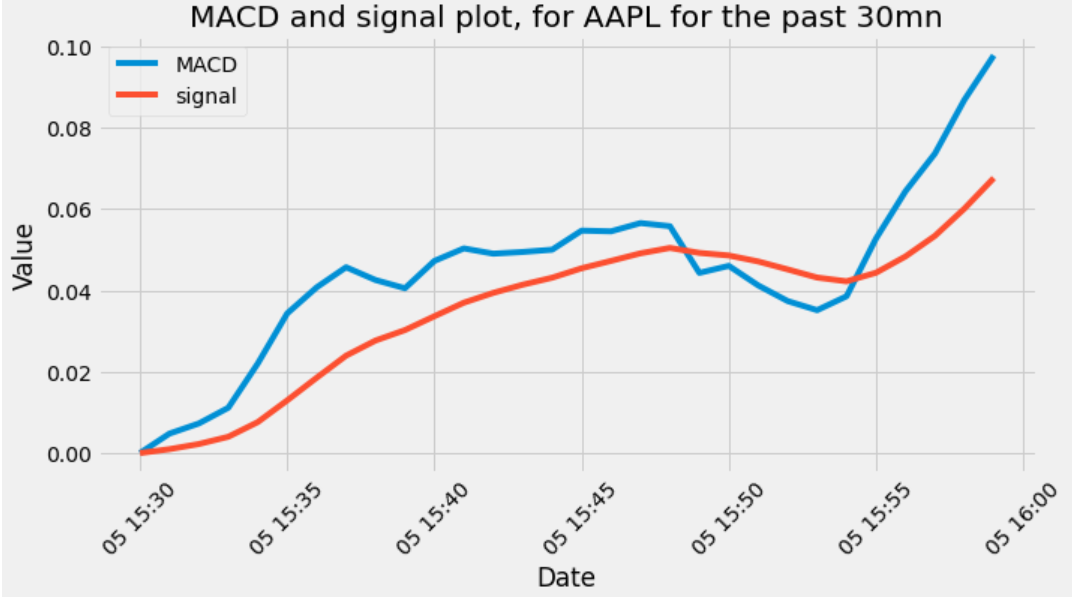 MACD and signal plot, for AAPL for the past 30mn
MACD
signal
0.10
0.08
0.06
0.04
0.02
0.00
Value
05 15:30
05 15:35
05 15:40
05 15:45
05 15:50
05 15:55
05 16:00
Date